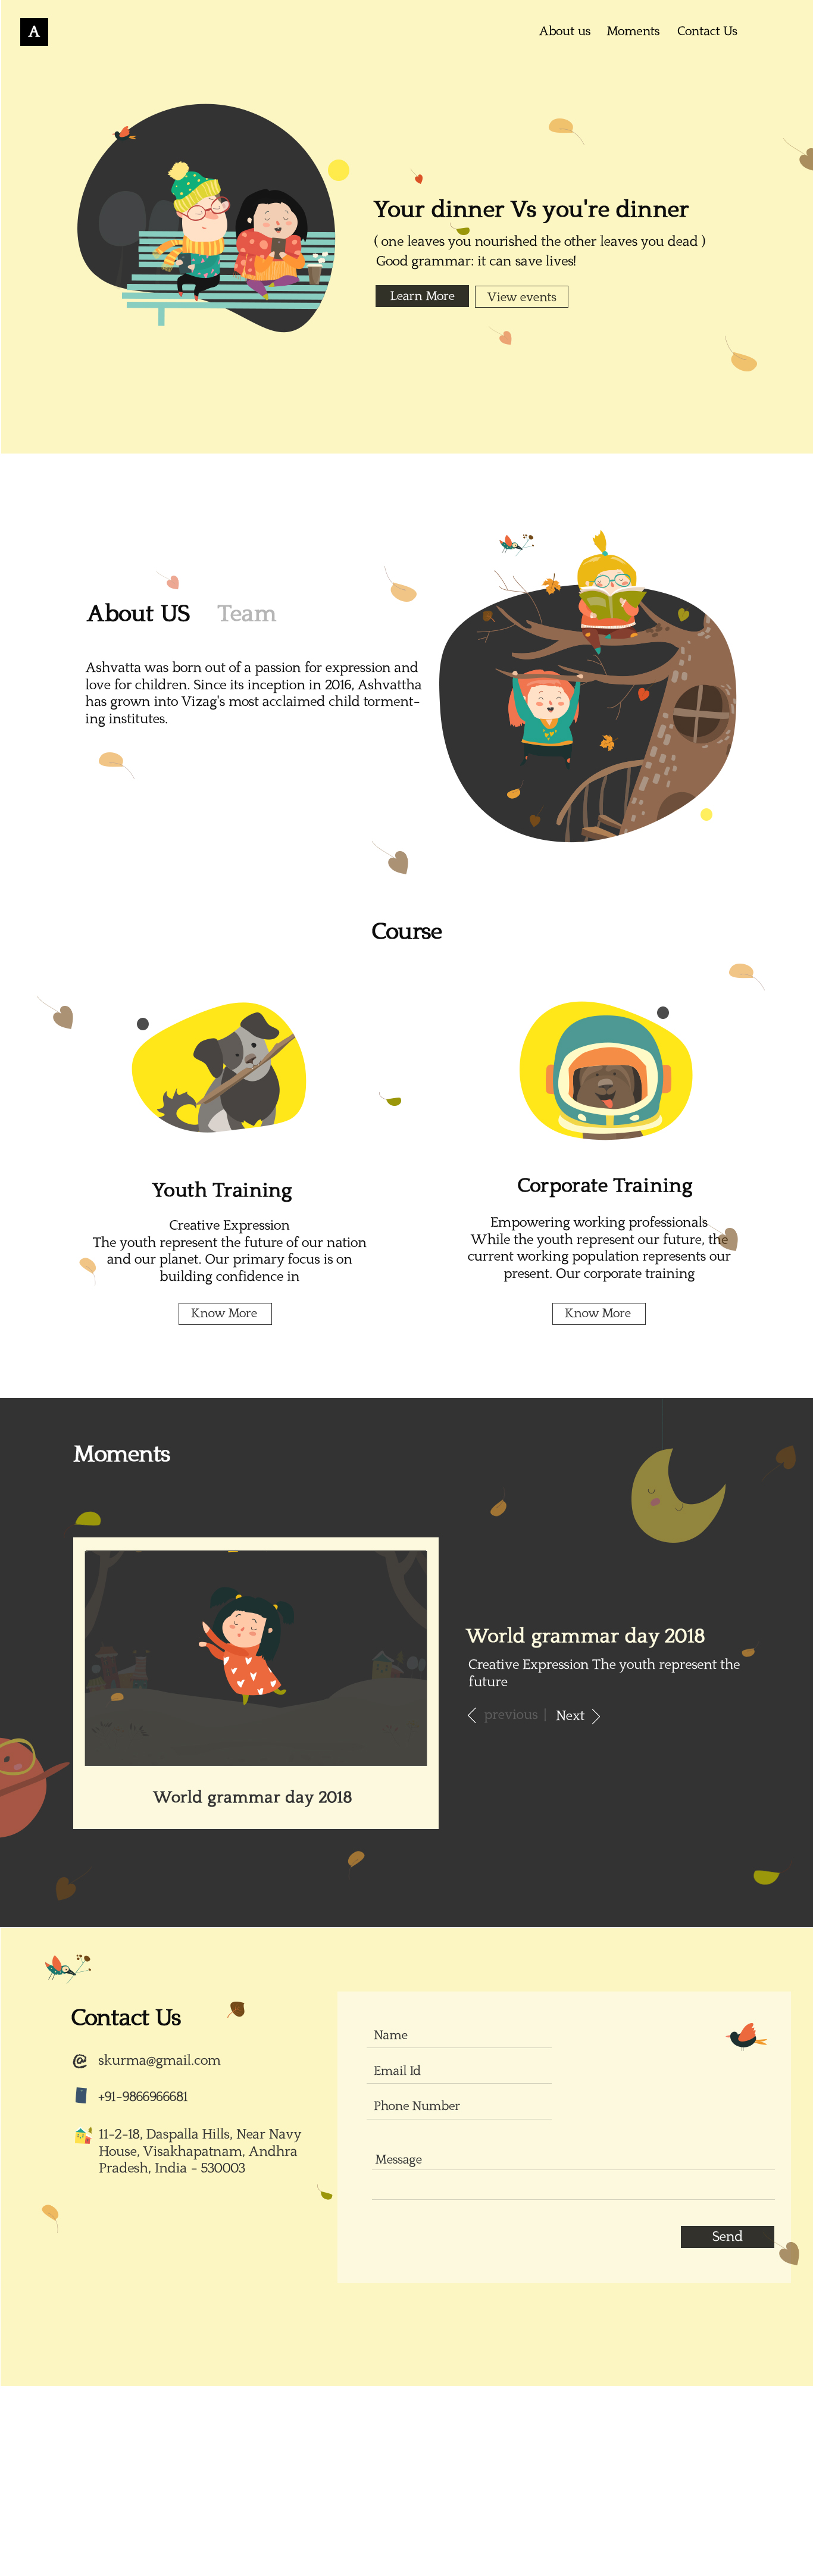 A
About us Moments Contact Us
Your dinner Vs you're dinner
( one leaves you nourished the other leaves you dead )
Good grammar: it can save lives!
Learn More View events
About US Team
Ashvatta was born out of a passion for expression and
love for children. Since its inception in 2016, Ashvattha
has grown into Vizag's most acclaimed child torment-
ing institutes.
Course
Youth Training
Creative Expression
The youth represent the future of our nation
and our planet. Our primary focus is on
building confidence in
Know More
Corporate Training
Empowering working professionals
While the youth represent our future, the
current working population represents our
present. Our corporate training
Know More
Moments
World grammar day 2018
World grammar day 2018
Creative Expression The youth represent the
future
previous | Next
Contact Us
@ skurma@gmail.com
+91-9866966681
11-2-18, Daspalla Hills, Near Navy
House, Visakhapatnam, Andhra
Pradesh, India - 530003
Name
Email Id
Phone Number
Message
Send